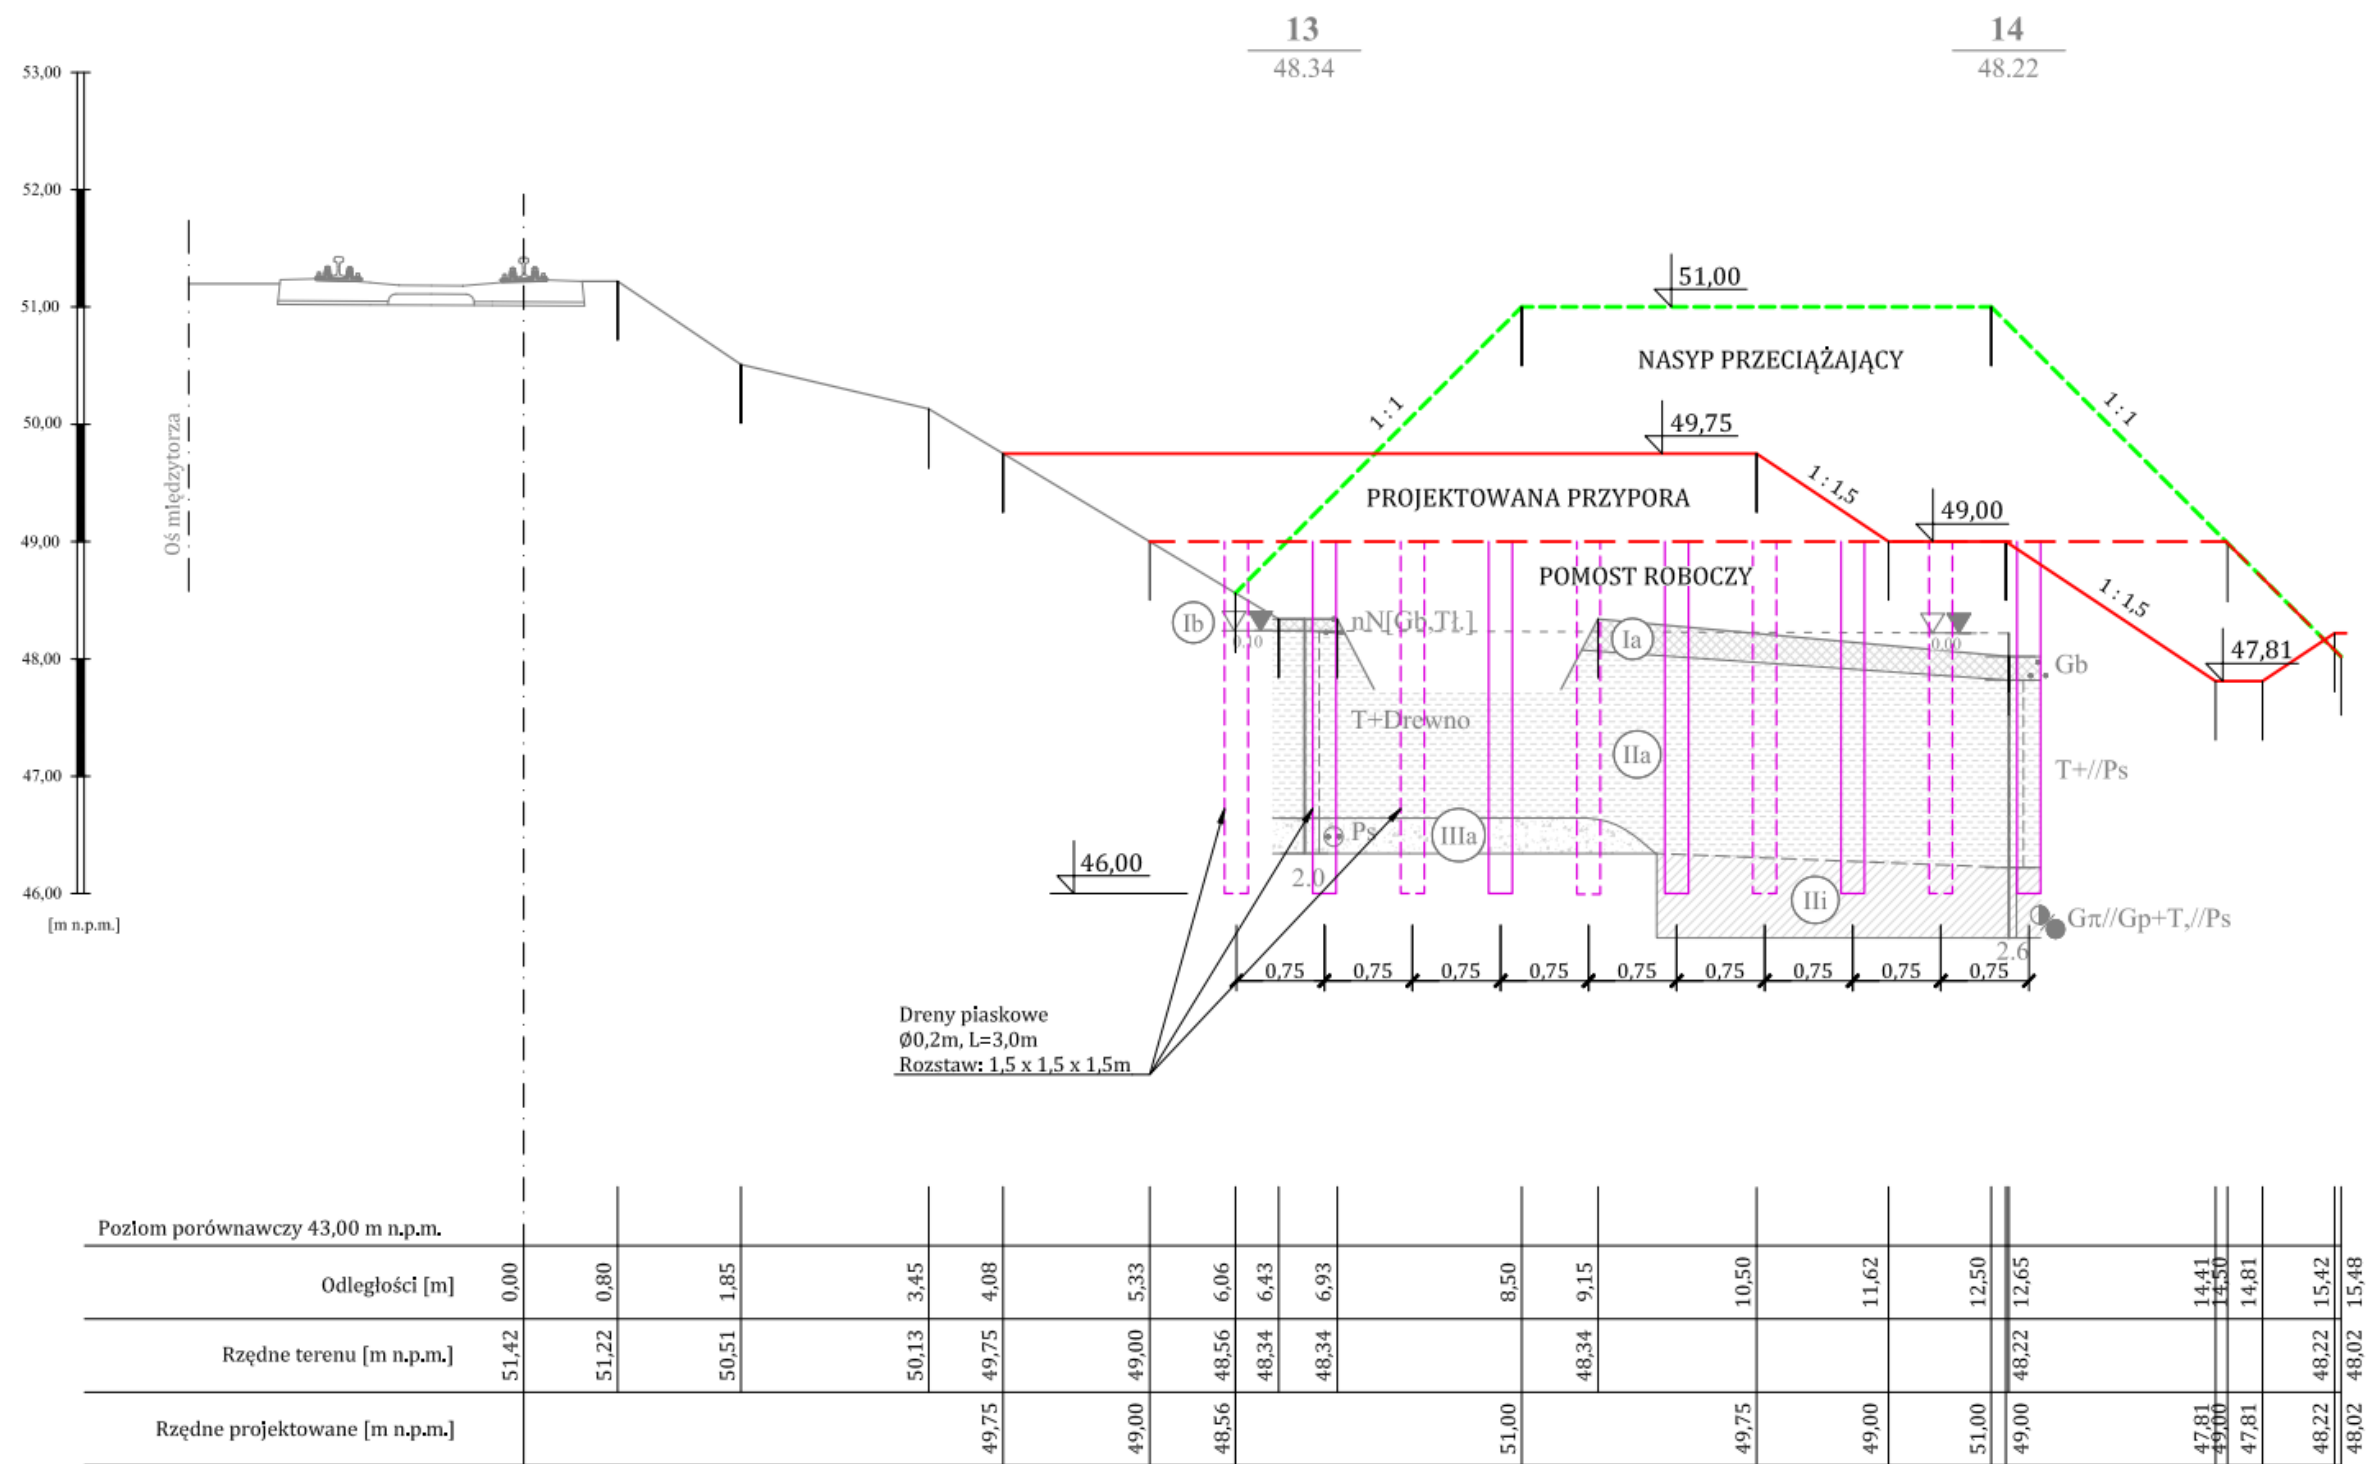 13
48.34
14
48.22
53,00
52,00
51,00
50,00
49,00
48,00
47,00
46,00
[m n.p.m.]
Oś międzytorza
51,00
NASYP PRZECIĄŻAJĄCY
1:1
1:1
49,75
PROJEKTOWANA PRZYPORA
1:1,5
49,00
POMOST ROBOCZY
1:1,5
Ib
0.10
nN[Gb,Tł.]
Ia
0.00
47,81
Gb
T+Drewno
IIa
T+//Ps
Ps
IIIa
46,00
2.0
IIi
Gπ//Gp+T,//Ps
2.6
0,75 0,75 0,75 0,75 0,75 0,75 0,75 0,75 0,75
Dreny piaskowe
Ø0,2m, L=3,0m
Rozstaw: 1,5 x 1,5 x 1,5m
Poziom porównawczy 43,00 m n.p.m.
Odległości [m] 0,00 0,80 1,85 3,45 4,08 5,33 6,06 6,43 6,93 8,50 9,15 10,50 11,62 12,50 12,65 14,41 14,50 14,81 15,42 15,48
Rzędne terenu [m n.p.m.] 51,42 51,22 50,51 50,13 49,75 49,00 48,56 48,34 48,34 48,34 48,22 48,22 48,02
Rzędne projektowane [m n.p.m.] 49,75 49,00 48,56 51,00 49,75 49,00 51,00 49,00 47,81 49,00 47,81 48,22 48,02